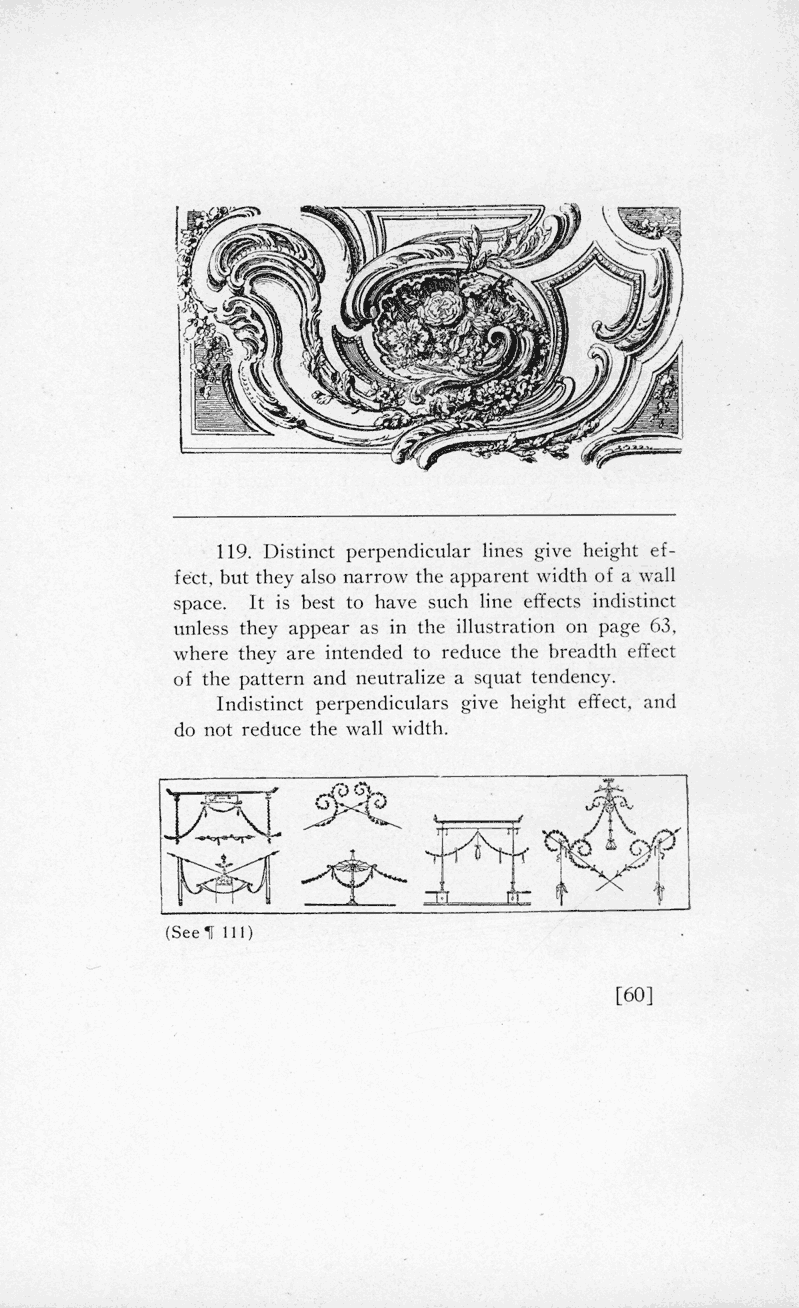 119. Distinct perpendicular lines give height ef-
fect, but they also narrow the apparent width of a wall
space. It is best to have such line effects indistinct
unless they appear as in the illustration on page 63,
where they are intended to reduce the breadth effect
of the pattern and neutralize a squat tendency.
Indistinct perpendiculars give height effect, and
do not reduce the wall width.
(See ¶ 111)
[60]